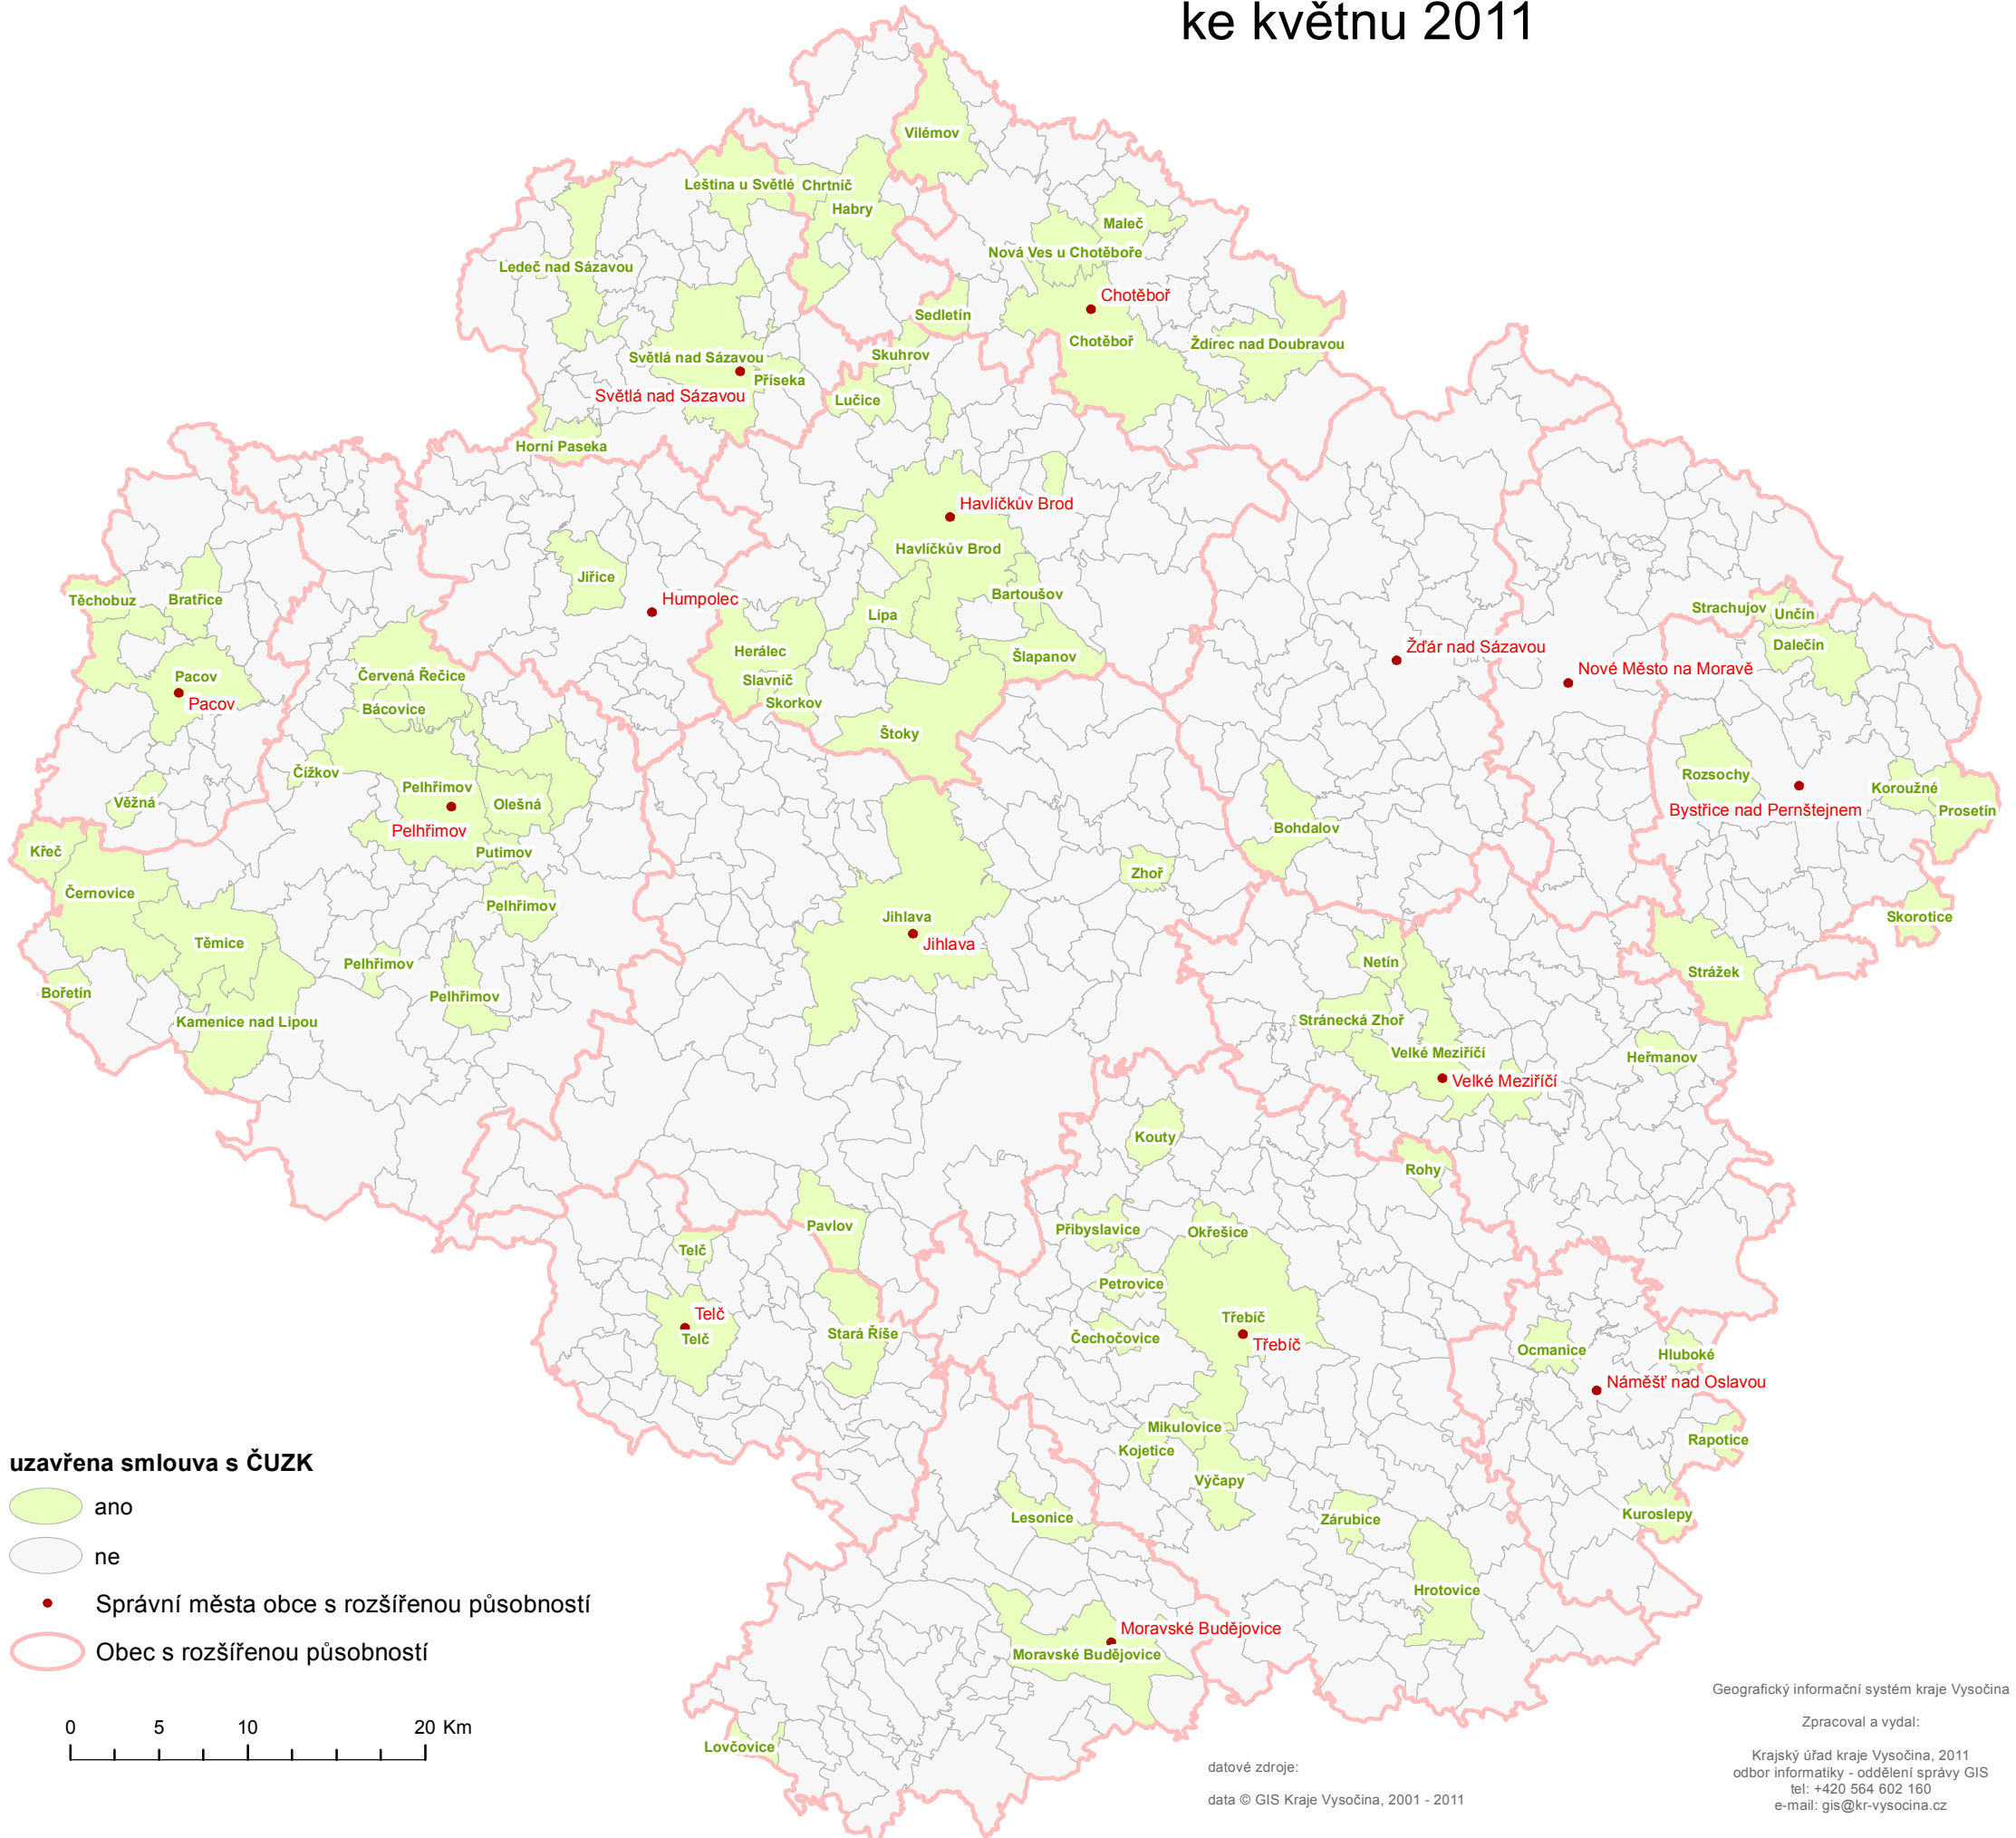 ke květnu 2011
Vilémov
Leština u Světlé
Chrtníč
Habry
Maleč
Nová Ves u Chotěboře
Ledeč nad Sázavou
Chotěboř
Sedletín
Chotěboř
Ždírec nad Doubravou
Skuhrov
Světlá nad Sázavou
Příseka
Světlá nad Sázavou
Lučice
Horní Paseka
Havlíčkův Brod
Havlíčkův Brod
Jiřice
Bartoušov
Těchobuz
Bratřice
Humpolec
Lípa
Strachujov
Unčín
Dalečín
Herálec
Šlapanov
Žďár nad Sázavou
Nové Město na Moravě
Pacov
Pacov
Červená Řečice
Slavníč
Skorkov
Bácovice
Štoky
Čížkov
Rozsochy
Pelhřimov
Olešná
Koroužné
Věžná
Bystřice nad Pernštejnem
Prosetín
Pelhřimov
Bohdalov
Křeč
Putimov
Zhoř
Černovice
Pelhřimov
Jihlava
Skorotice
Těmice
Jihlava
Pelhřimov
Netín
Strážek
Bořetín
Pelhřimov
Kamenice nad Lipou
Stránecká Zhoř
Velké Meziříčí
Heřmanov
Velké Meziříčí
Kouty
Rohy
Pavlov
Přibyslavice
Okřešice
Telč
Petrovice
Telč
Telč
Stará Říše
Třebíč
Čechočovice
Třebíč
Ocmanice
Hluboké
Náměšť nad Oslavou
Mikulovice
Kojetice
Rapotice
Výčapy
Lesonice
Zárubice
Kuroslepy
Hrotovice
Moravské Budějovice
Moravské Budějovice
Lovčovice
uzavřena smlouva s ČUZK
ano
ne
Správní města obce s rozšířenou působností
Obec s rozšířenou působností
0 5 10 20 Km
datové zdroje:
data © GIS Kraje Vysočina, 2001 - 2011
Geografický informační systém kraje Vysočina
Zpracoval a vydal:
Krajský úřad kraje Vysočina, 2011
odbor informatiky - oddělení správy GIS
tel: +420 564 602 160
e-mail: gis@kr-vysocina.cz